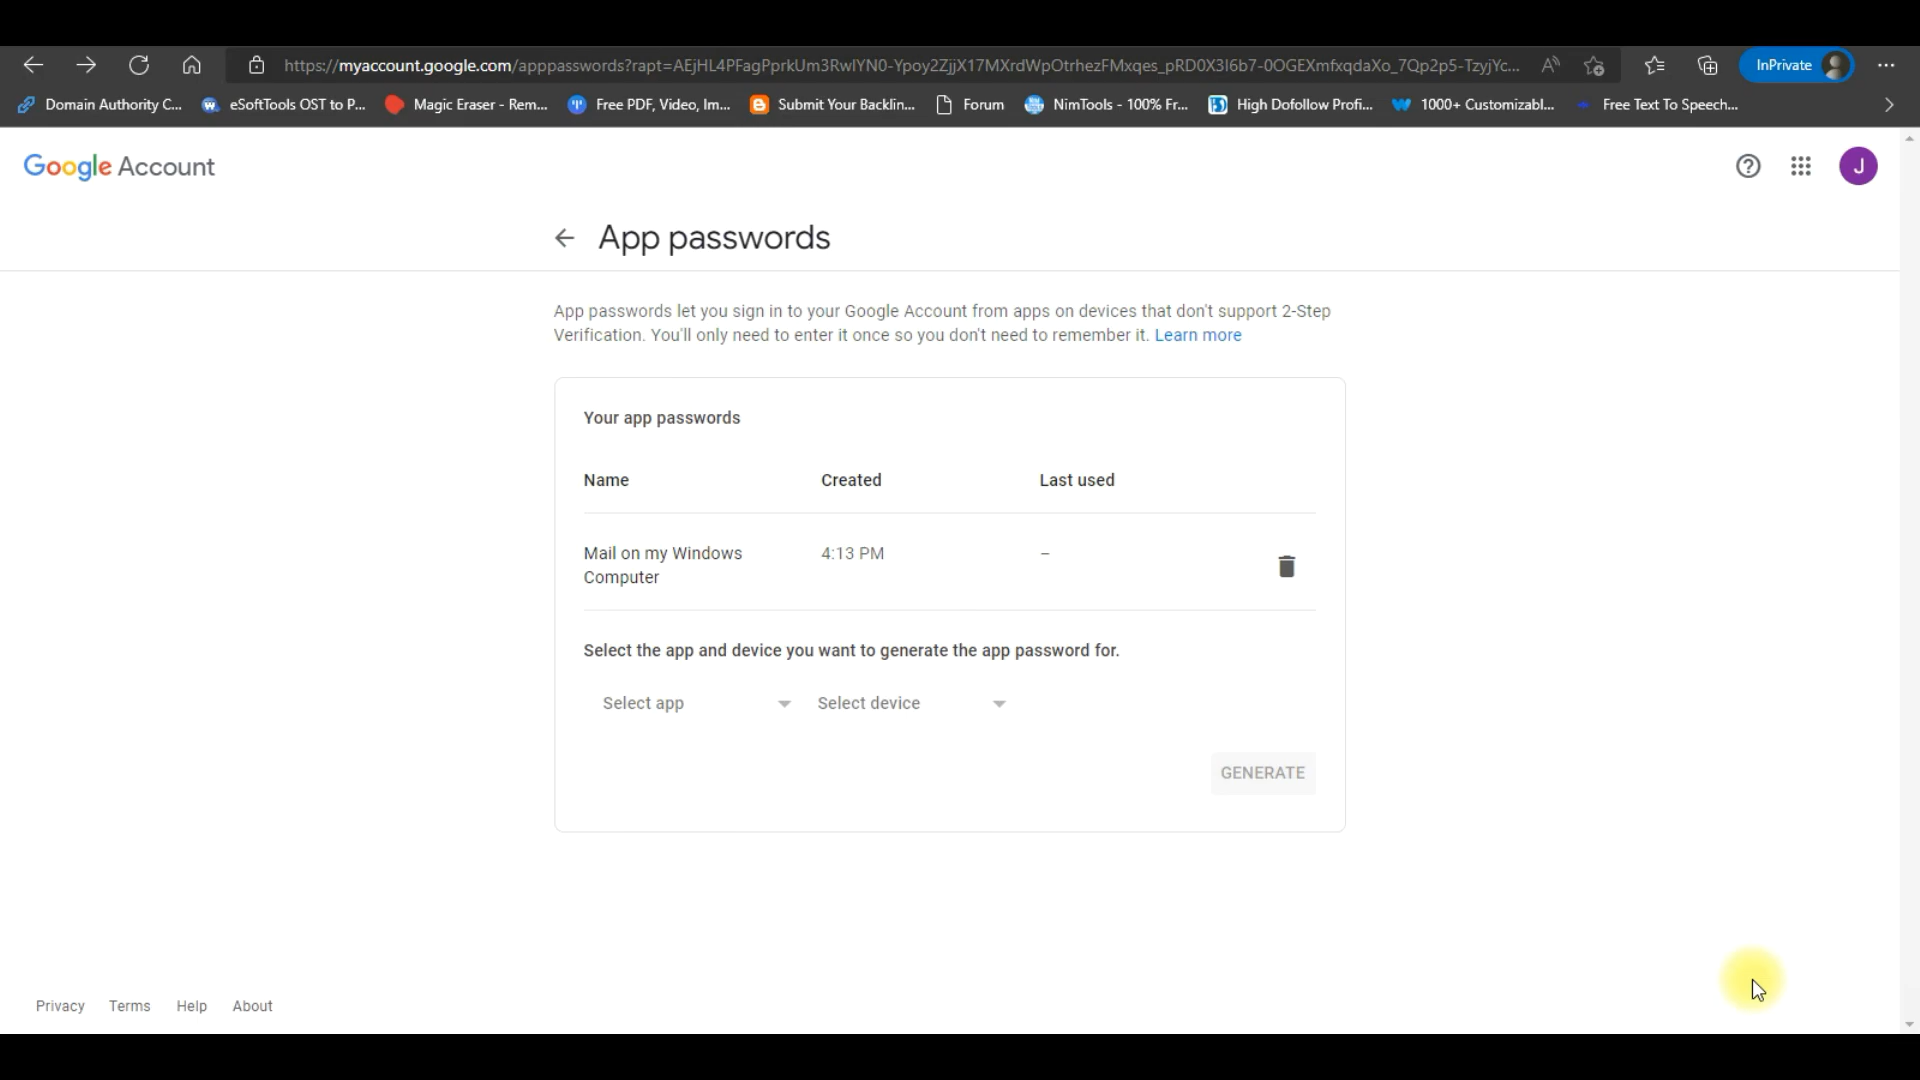 https://myaccount.google.com/apppasswords?rapt=AEjHL4PFagPprkUm3RwIYN0-Ypoy2ZjjX17MXrdWpOtrhezFMxqes_pRD0X3I6b7-0OGEXmfxqdaXo_7Qp2p5-TzyjYc...
InPrivate
Domain Authority C... eSoftTools OST to P... Magic Eraser - Rem... Free PDF, Video, Im... Submit Your Backlin... Forum NimTools - 100% Fr... High Dofollow Profi... 1000+ Customizabl... Free Text To Speech...
Google Account
J
App passwords
App passwords let you sign in to your Google Account from apps on devices that don't support 2-Step
Verification. You'll only need to enter it once so you don't need to remember it. Learn more
Your app passwords
Name Created Last used
Mail on my Windows 4:13 PM –
Computer
Select the app and device you want to generate the app password for.
Select app Select device
GENERATE
Privacy Terms Help About